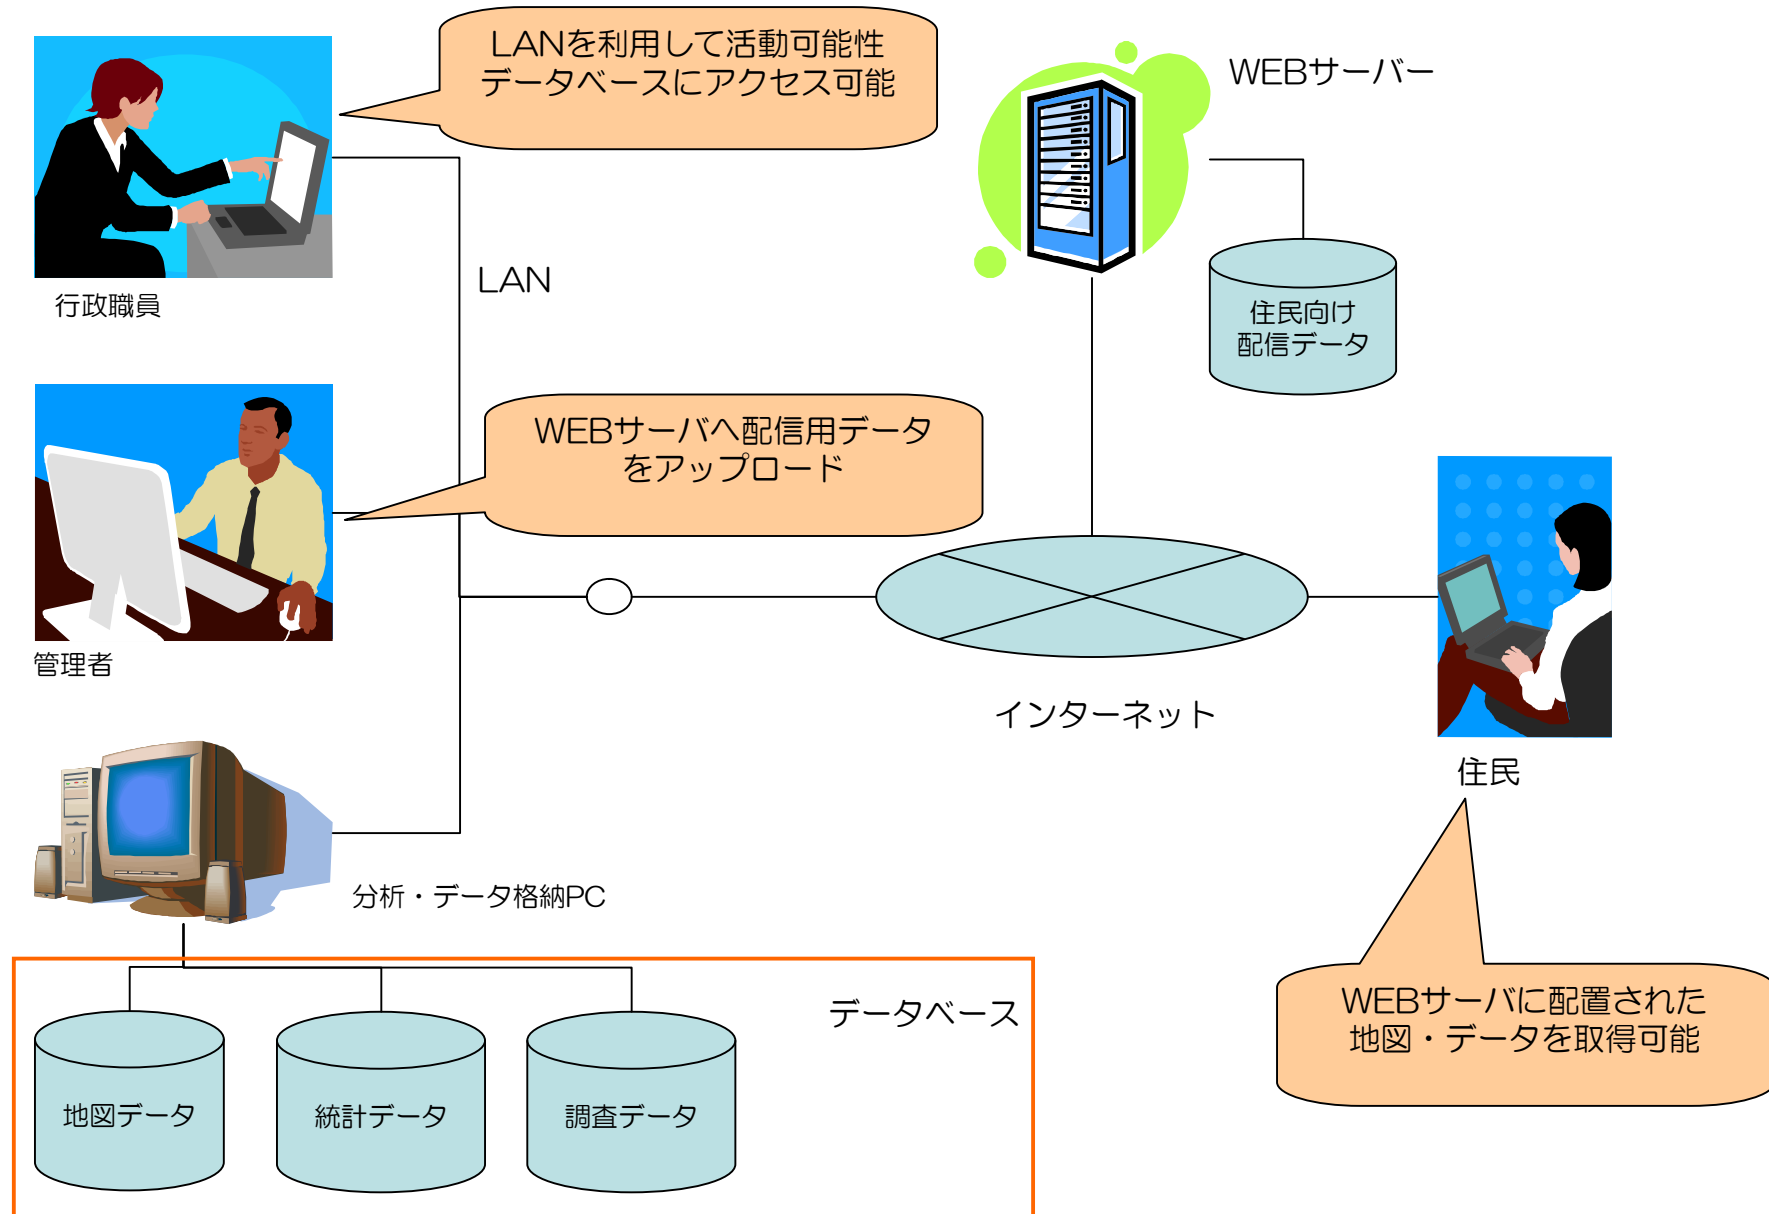 LANを利用して活動可能性
データベースにアクセス可能
WEBサーバー
行政職員
LAN
住民向け
配信データ
WEBサーバへ配信用データ
をアップロード
管理者
インターネット
住民
分析・データ格納PC
データベース
WEBサーバに配置された
地図・データを取得可能
地図データ
統計データ
調査データ